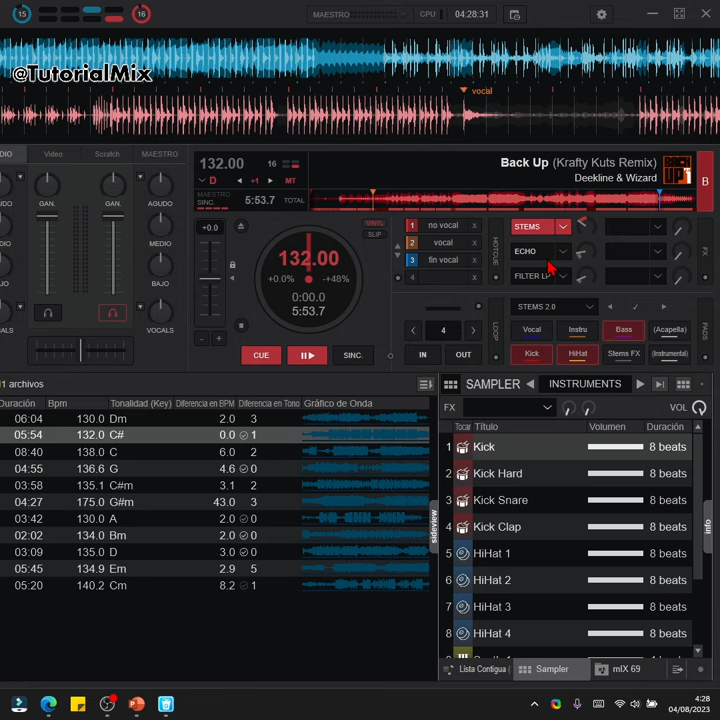 15
16
MAESTRO
CPU
04:28:31
@TutorialMix
vocal
DIO
Video
Scratch
MAESTRO
132.00
16
D
+1
MT
MAESTRO
SINC.
5:53.7
TOTAL
Back Up (Krafty Kuts Remix)
Deekline & Wizard
B
GAN.
GAN.
AGUDO
MEDIO
BAJO
VOCALS
+0.0
VINYL
SLIP
132.00
+0.0%
+-48%
0:00.0
5:53.7
CUE
SINC.
HOTCUE
1 no vocal x
2 vocal x
3 fin vocal x
4 x
STEMS
ECHO
FILTER LP
FX
LOOP
4
IN
OUT
STEMS 2.0
Vocal
Instru
Bass
(Acapella)
Kick
HiHat
Stems FX
(Instrumental)
PADS
11 archivos
Duración Bpm Tonalidad (Key) Diferencia en BPM Diferencia en Tono Gráfico de Onda
06:04 130.0 Dm 2.0 3
05:54 132.0 C# 0.0 1
08:40 138.0 C 6.0 2
04:55 136.6 G 4.6 0
03:58 135.1 C#m 3.1 2
04:27 175.0 G#m 43.0 3
03:42 130.0 A 2.0 0
02:02 134.0 Bm 2.0 0
03:09 135.0 D 3.0 0
05:45 134.9 Em 2.9 5
05:20 140.2 Cm 8.2 1
sideview
SAMPLER
INSTRUMENTS
FX
VOL
Tocar Título Volumen Duración
1 Kick 8 beats
2 Kick Hard 8 beats
3 Kick Snare 8 beats
4 Kick Clap 8 beats
5 HiHat 1 8 beats
6 HiHat 2 8 beats
7 HiHat 3 8 beats
8 HiHat 4 8 beats
info
Lista Contigua (
Sampler
mIX 69
4:28
04/08/2023